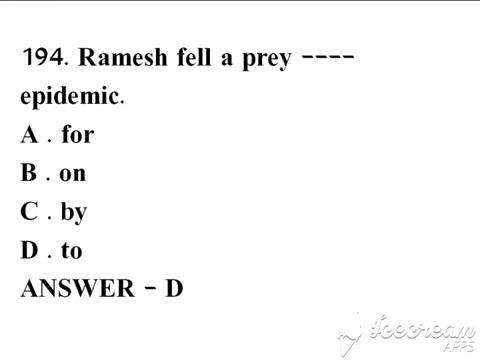 194. Ramesh fell a prey ----
epidemic.
A . for
B . on
C . by
D . to
ANSWER - D
Icecream
APPS